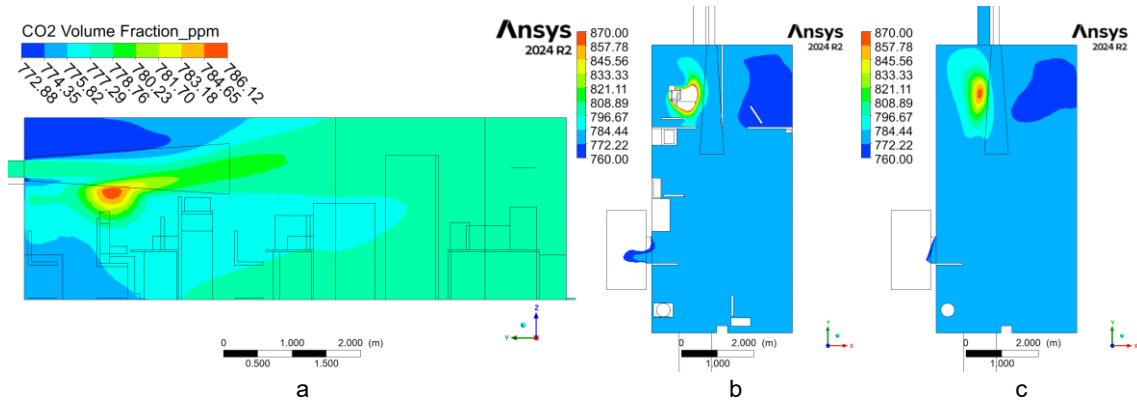 CO2 Volume Fraction_ppm
772.88 774.35 775.82 777.29 778.76 780.23 781.70 783.18 784.65 786.12
Ansys
2024 R2
Z
Y
0 1.000 2.000 (m)
0.500 1.500
a
Ansys
2024 R2
870.00
857.78
845.56
833.33
821.11
808.89
796.67
784.44
772.22
760.00
Y
X
0 2.000 (m)
1.000
b
Ansys
2024 R2
870.00
857.78
845.56
833.33
821.11
808.89
796.67
784.44
772.22
760.00
Y
X
0 2.000 (m)
1.000
c